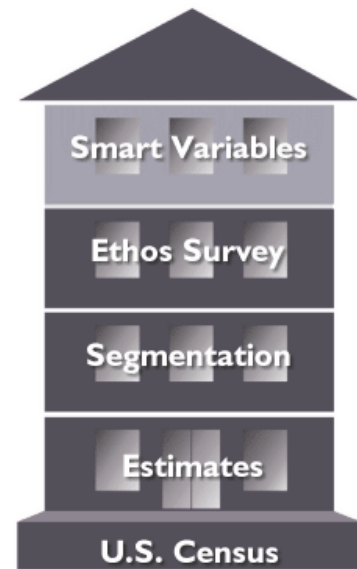 Smart Variables
Ethos Survey
Segmentation
Estimates
U.S. Census